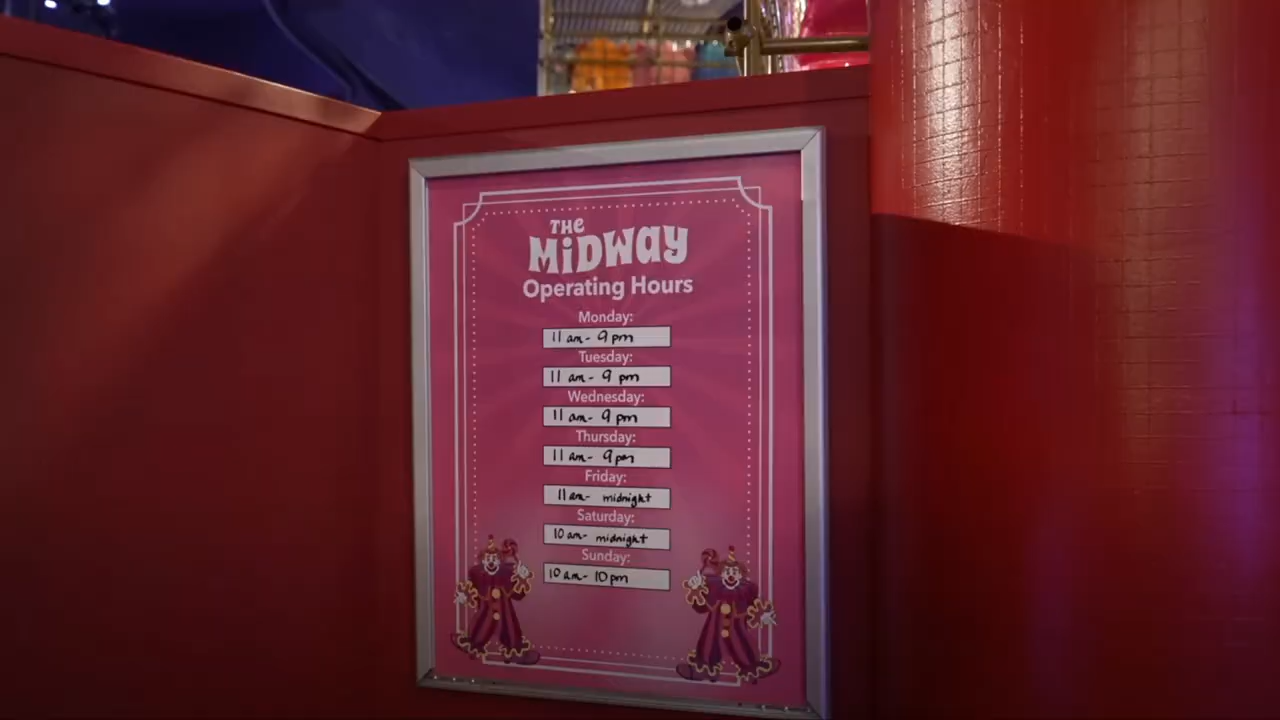 THe
MiDWay
Operating Hours
Monday:
11 am - 9 pm
Tuesday:
11 am - 9 pm
Wednesday:
11 am - 9 pm
Thursday:
11 am - 9 pm
Friday:
11 am - midnight
Saturday:
10 am - midnight
Sunday:
10 am - 10 pm